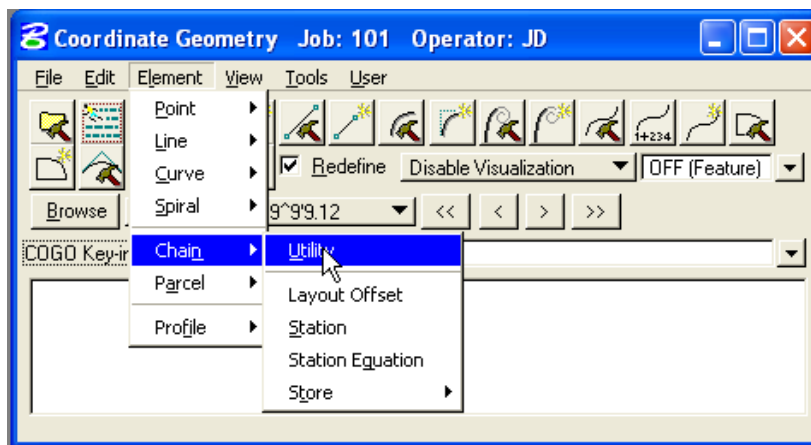 Coordinate Geometry Job: 101 Operator: JD
File Edit Element View Tools User
Point
Line
Curve
Spiral
Chain
Parcel
Profile
1+234
Redefine Disable Visualization OFF (Feature)
Browse 9^9'9.12 << < > >>
COGO Key-in
Utility
Layout Offset
Station
Station Equation
Store